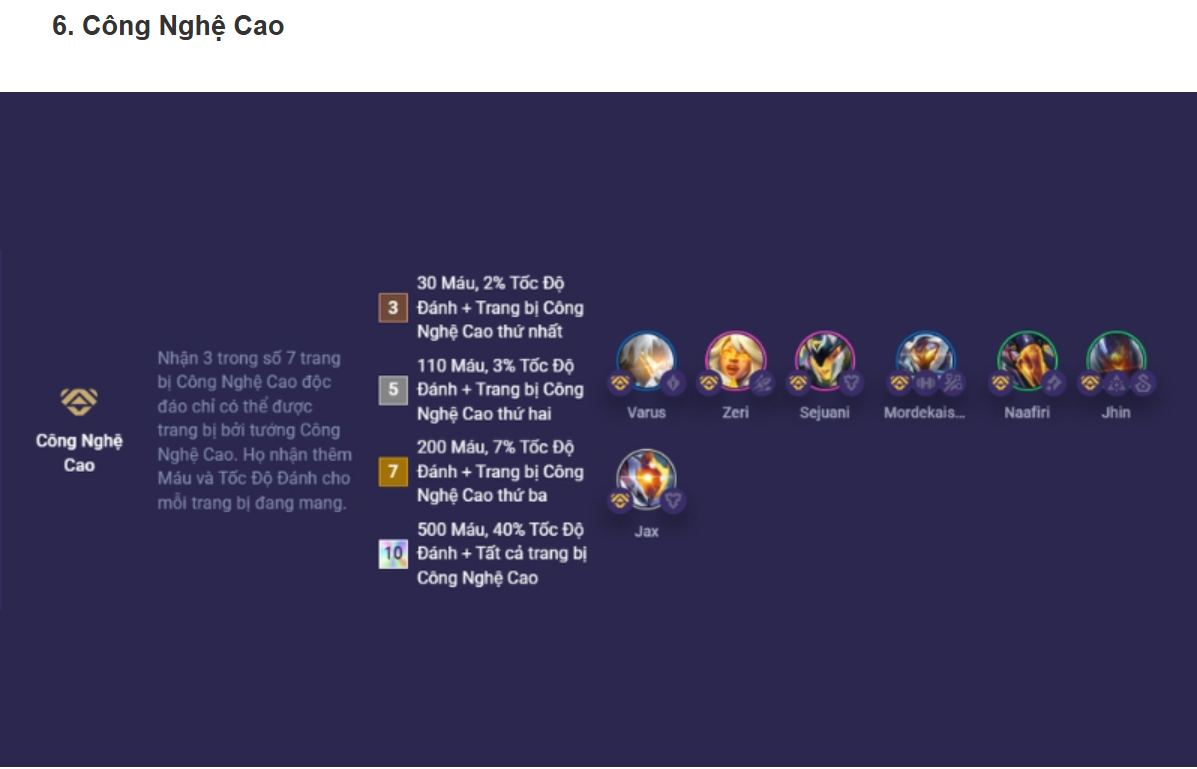 6. Công Nghệ Cao
Công Nghệ
Cao
Nhận 3 trong số 7 trang
bị Công Nghệ Cao độc
đáo chỉ có thể được
trang bị bởi tướng Công
Nghệ Cao. Họ nhận thêm
Máu và Tốc Độ Đánh cho
mỗi trang bị đang mang.
3
30 Máu, 2% Tốc Độ
Đánh + Trang bị Công
Nghệ Cao thứ nhất
5
110 Máu, 3% Tốc Độ
Đánh + Trang bị Công
Nghệ Cao thứ hai
7
200 Máu, 7% Tốc Độ
Đánh + Trang bị Công
Nghệ Cao thứ ba
10
500 Máu, 40% Tốc Độ
Đánh + Tất cả trang bị
Công Nghệ Cao
Varus Zeri Sejuani Mordekais... Naafiri Jhin
Jax